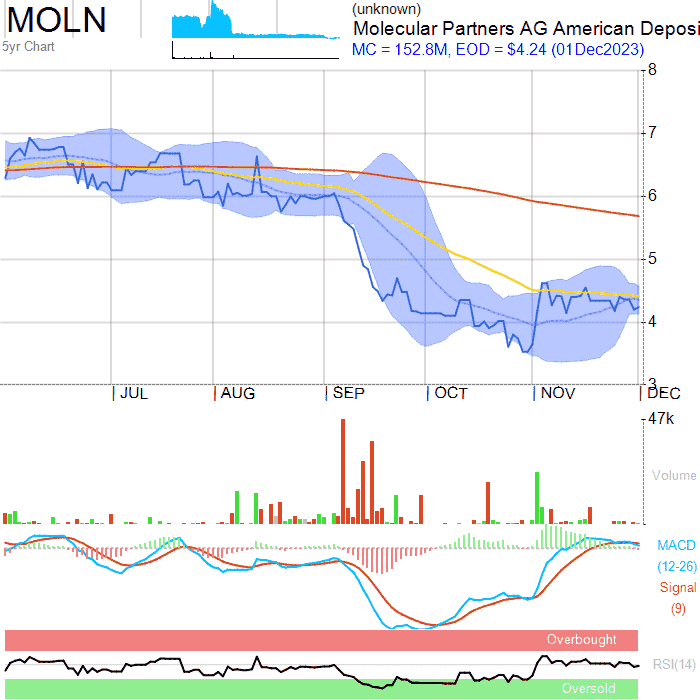 MOLN
(unknown)
Molecular Partners AG American Deposi
5yr Chart
MC = 152.8M, EOD = $4.24 (01Dec2023)
8
7
6
5
4
3
JUL AUG SEP OCT NOV DEC
47k
Volume
MACD
(12-26)
Signal
(9)
Overbought
RSI(14)
Oversold